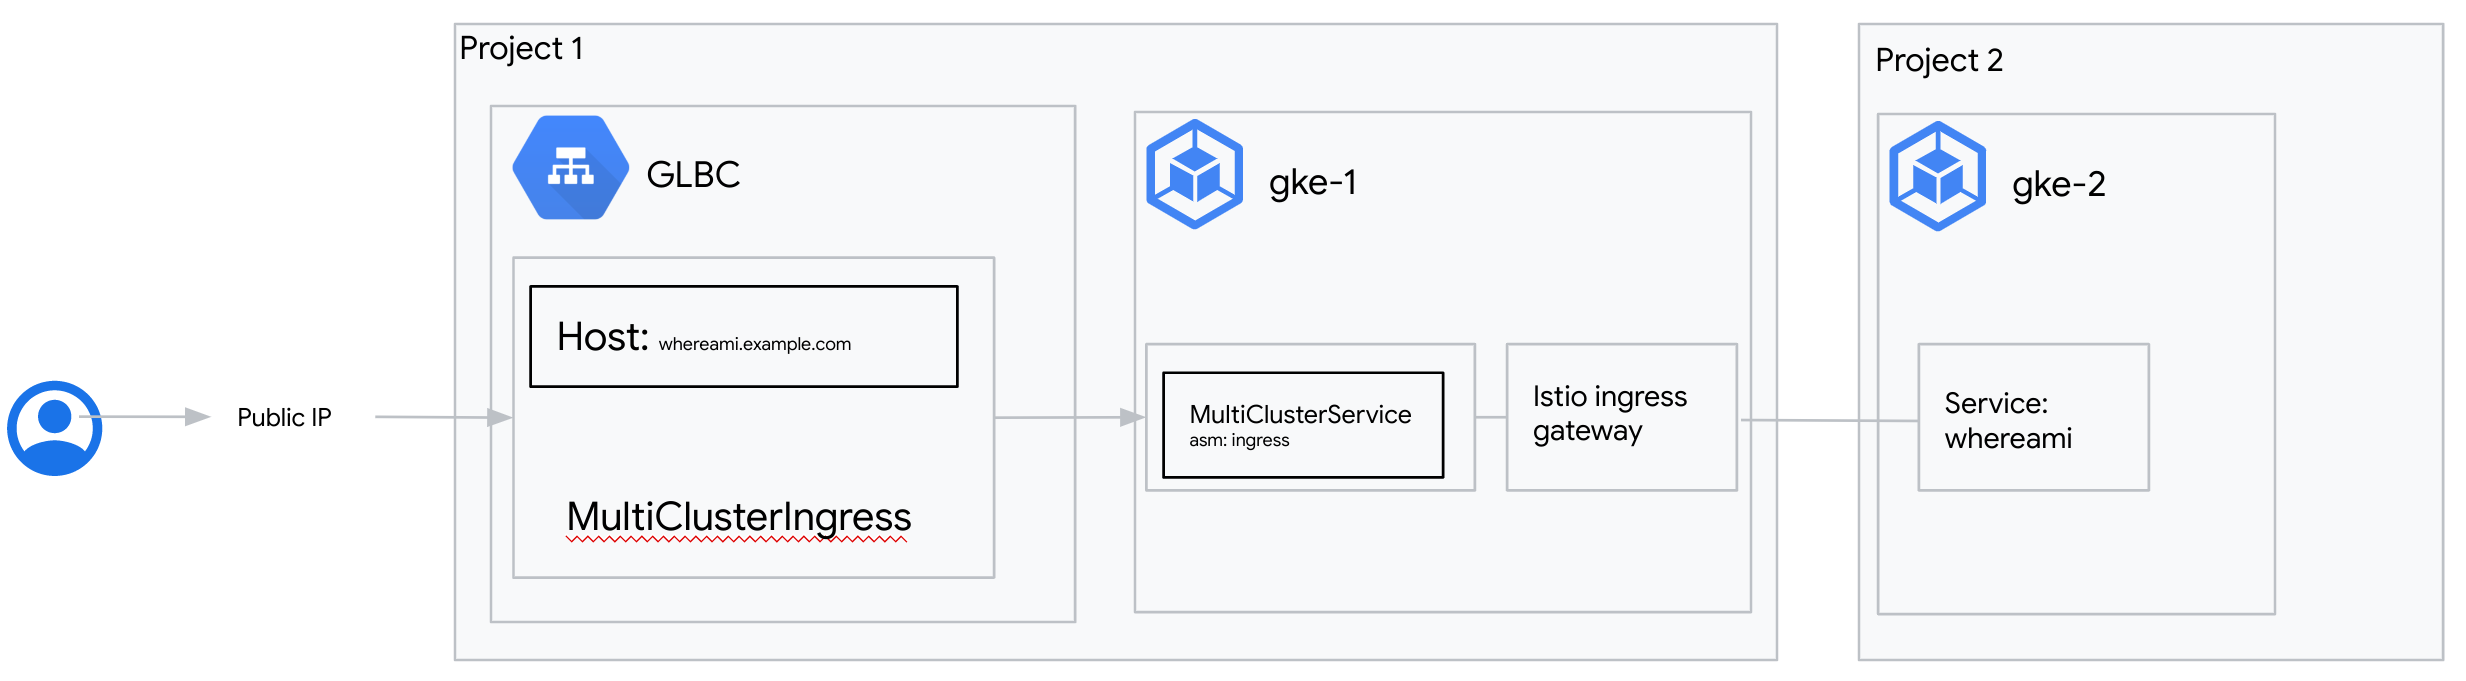 Project 1
Project 2
GLBC
gke-1
gke-2
Host: whereami.example.com
Public IP
MultiClusterIngress
MultiClusterService
asm: ingress
Istio ingress
gateway
Service:
whereami